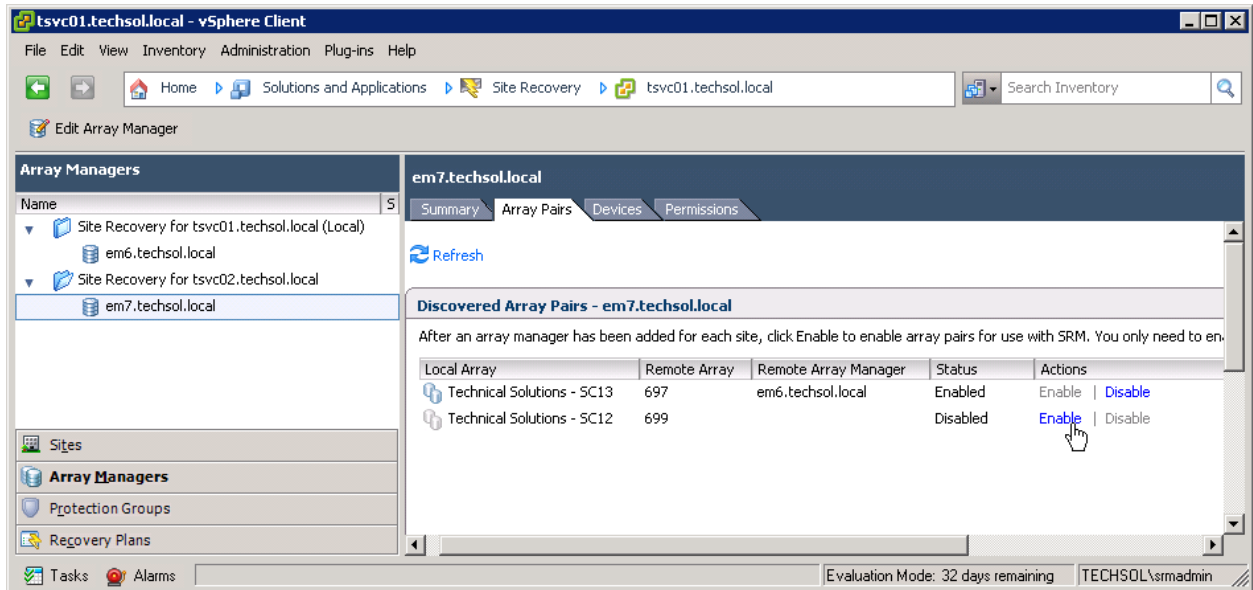 tsvc01.techsol.local - vSphere Client
File Edit View Inventory Administration Plug-ins Help
Home Solutions and Applications Site Recovery tsvc01.techsol.local Search Inventory
Edit Array Manager
Array Managers
Name S
Site Recovery for tsvc01.techsol.local (Local)
em6.techsol.local
Site Recovery for tsvc02.techsol.local
em7.techsol.local
Sites
Array Managers
Protection Groups
Recovery Plans
em7.techsol.local
Summary Array Pairs Devices Permissions
Refresh
Discovered Array Pairs - em7.techsol.local
After an array manager has been added for each site, click Enable to enable array pairs for use with SRM. You only need to en
Local Array Remote Array Remote Array Manager Status Actions
Technical Solutions - SC13 697 em6.techsol.local Enabled Enable | Disable
Technical Solutions - SC12 699 Disabled Enable | Disable
Tasks Alarms Evaluation Mode: 32 days remaining TECHSOL\srmadmin